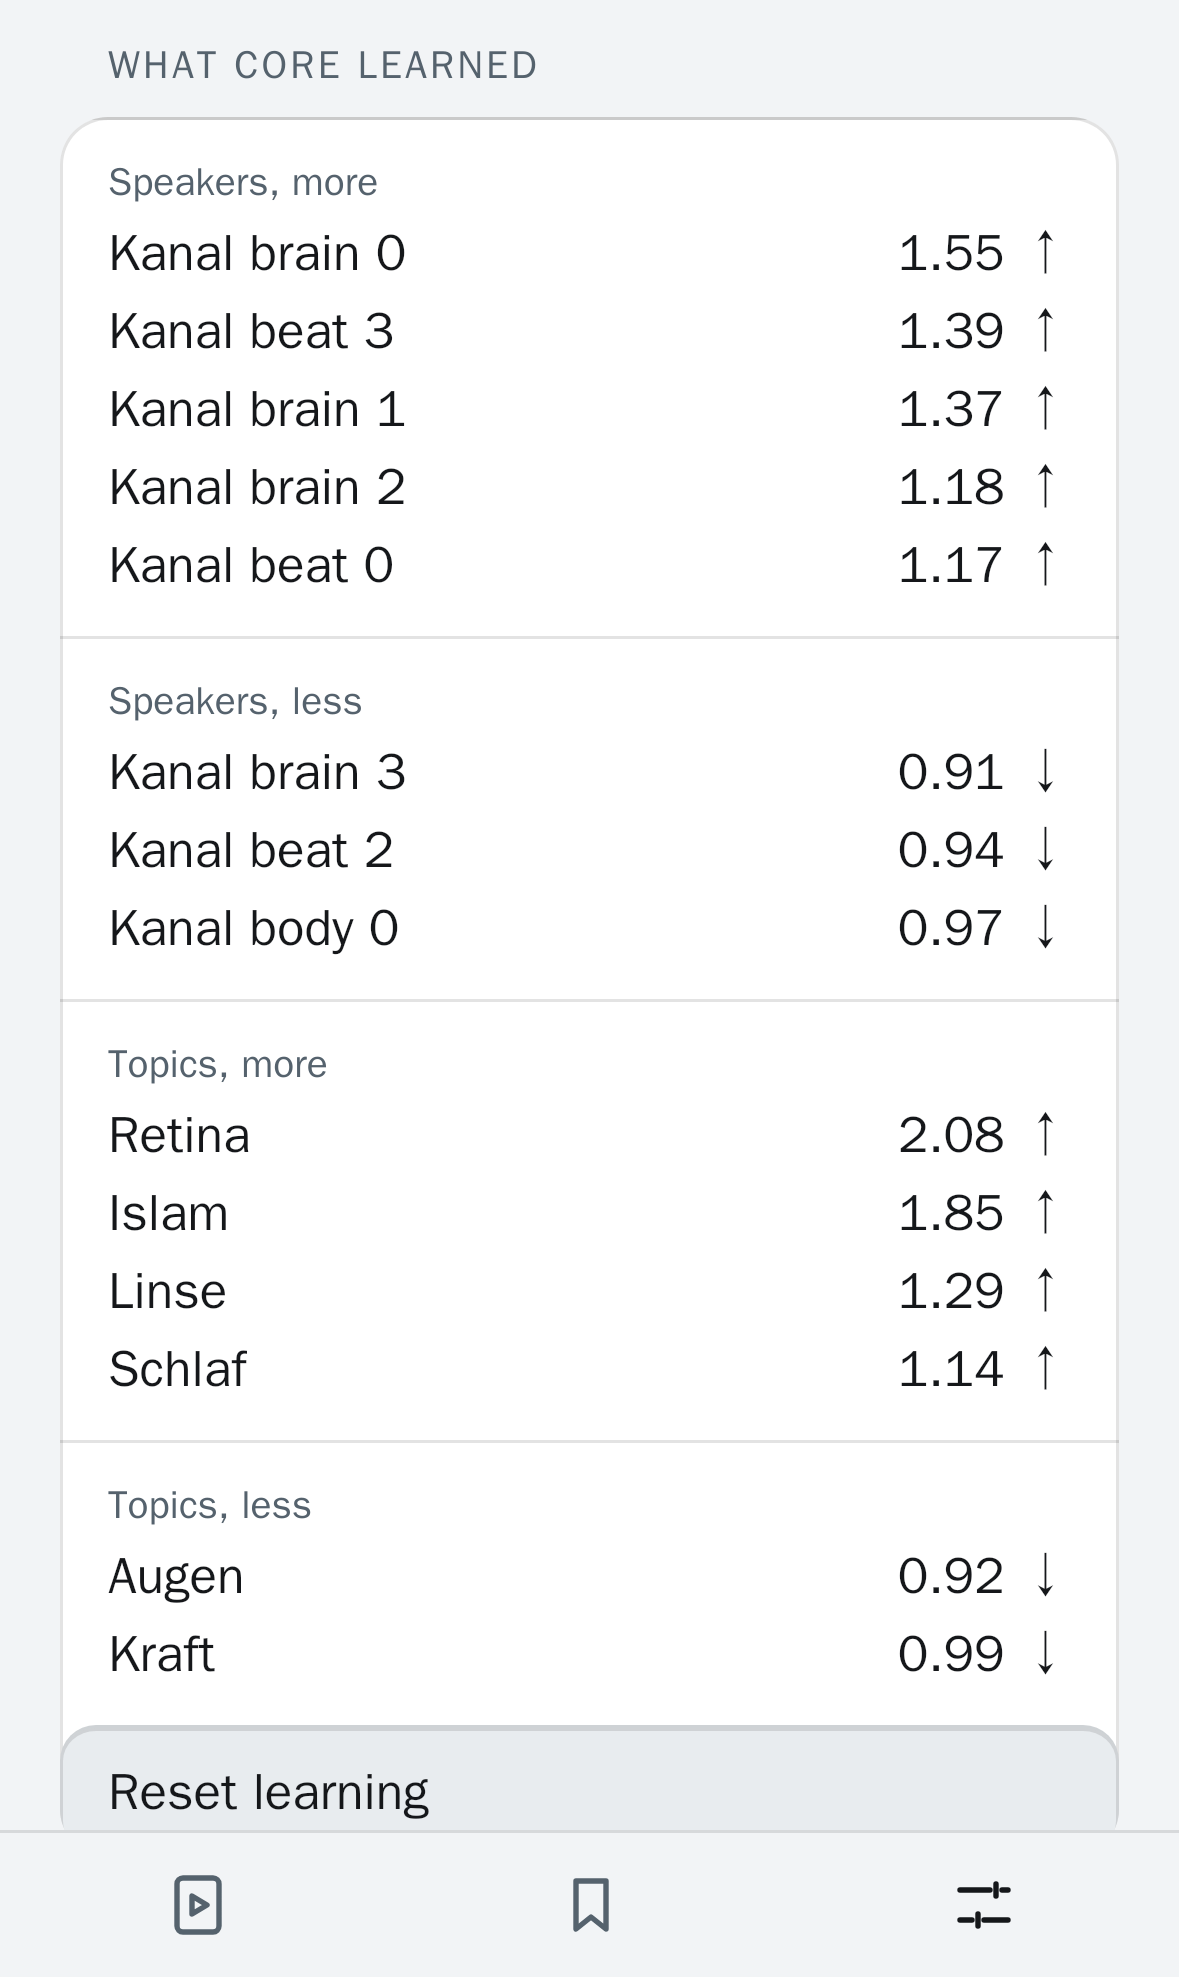 WHAT CORE LEARNED
Speakers, more
Kanal brain 0 1.55 ↑
Kanal beat 3 1.39 ↑
Kanal brain 1 1.37 ↑
Kanal brain 2 1.18 ↑
Kanal beat 0 1.17 ↑
Speakers, less
Kanal brain 3 0.91 ↓
Kanal beat 2 0.94 ↓
Kanal body 0 0.97 ↓
Topics, more
Retina 2.08 ↑
Islam 1.85 ↑
Linse 1.29 ↑
Schlaf 1.14 ↑
Topics, less
Augen 0.92 ↓
Kraft 0.99 ↓
Reset learning